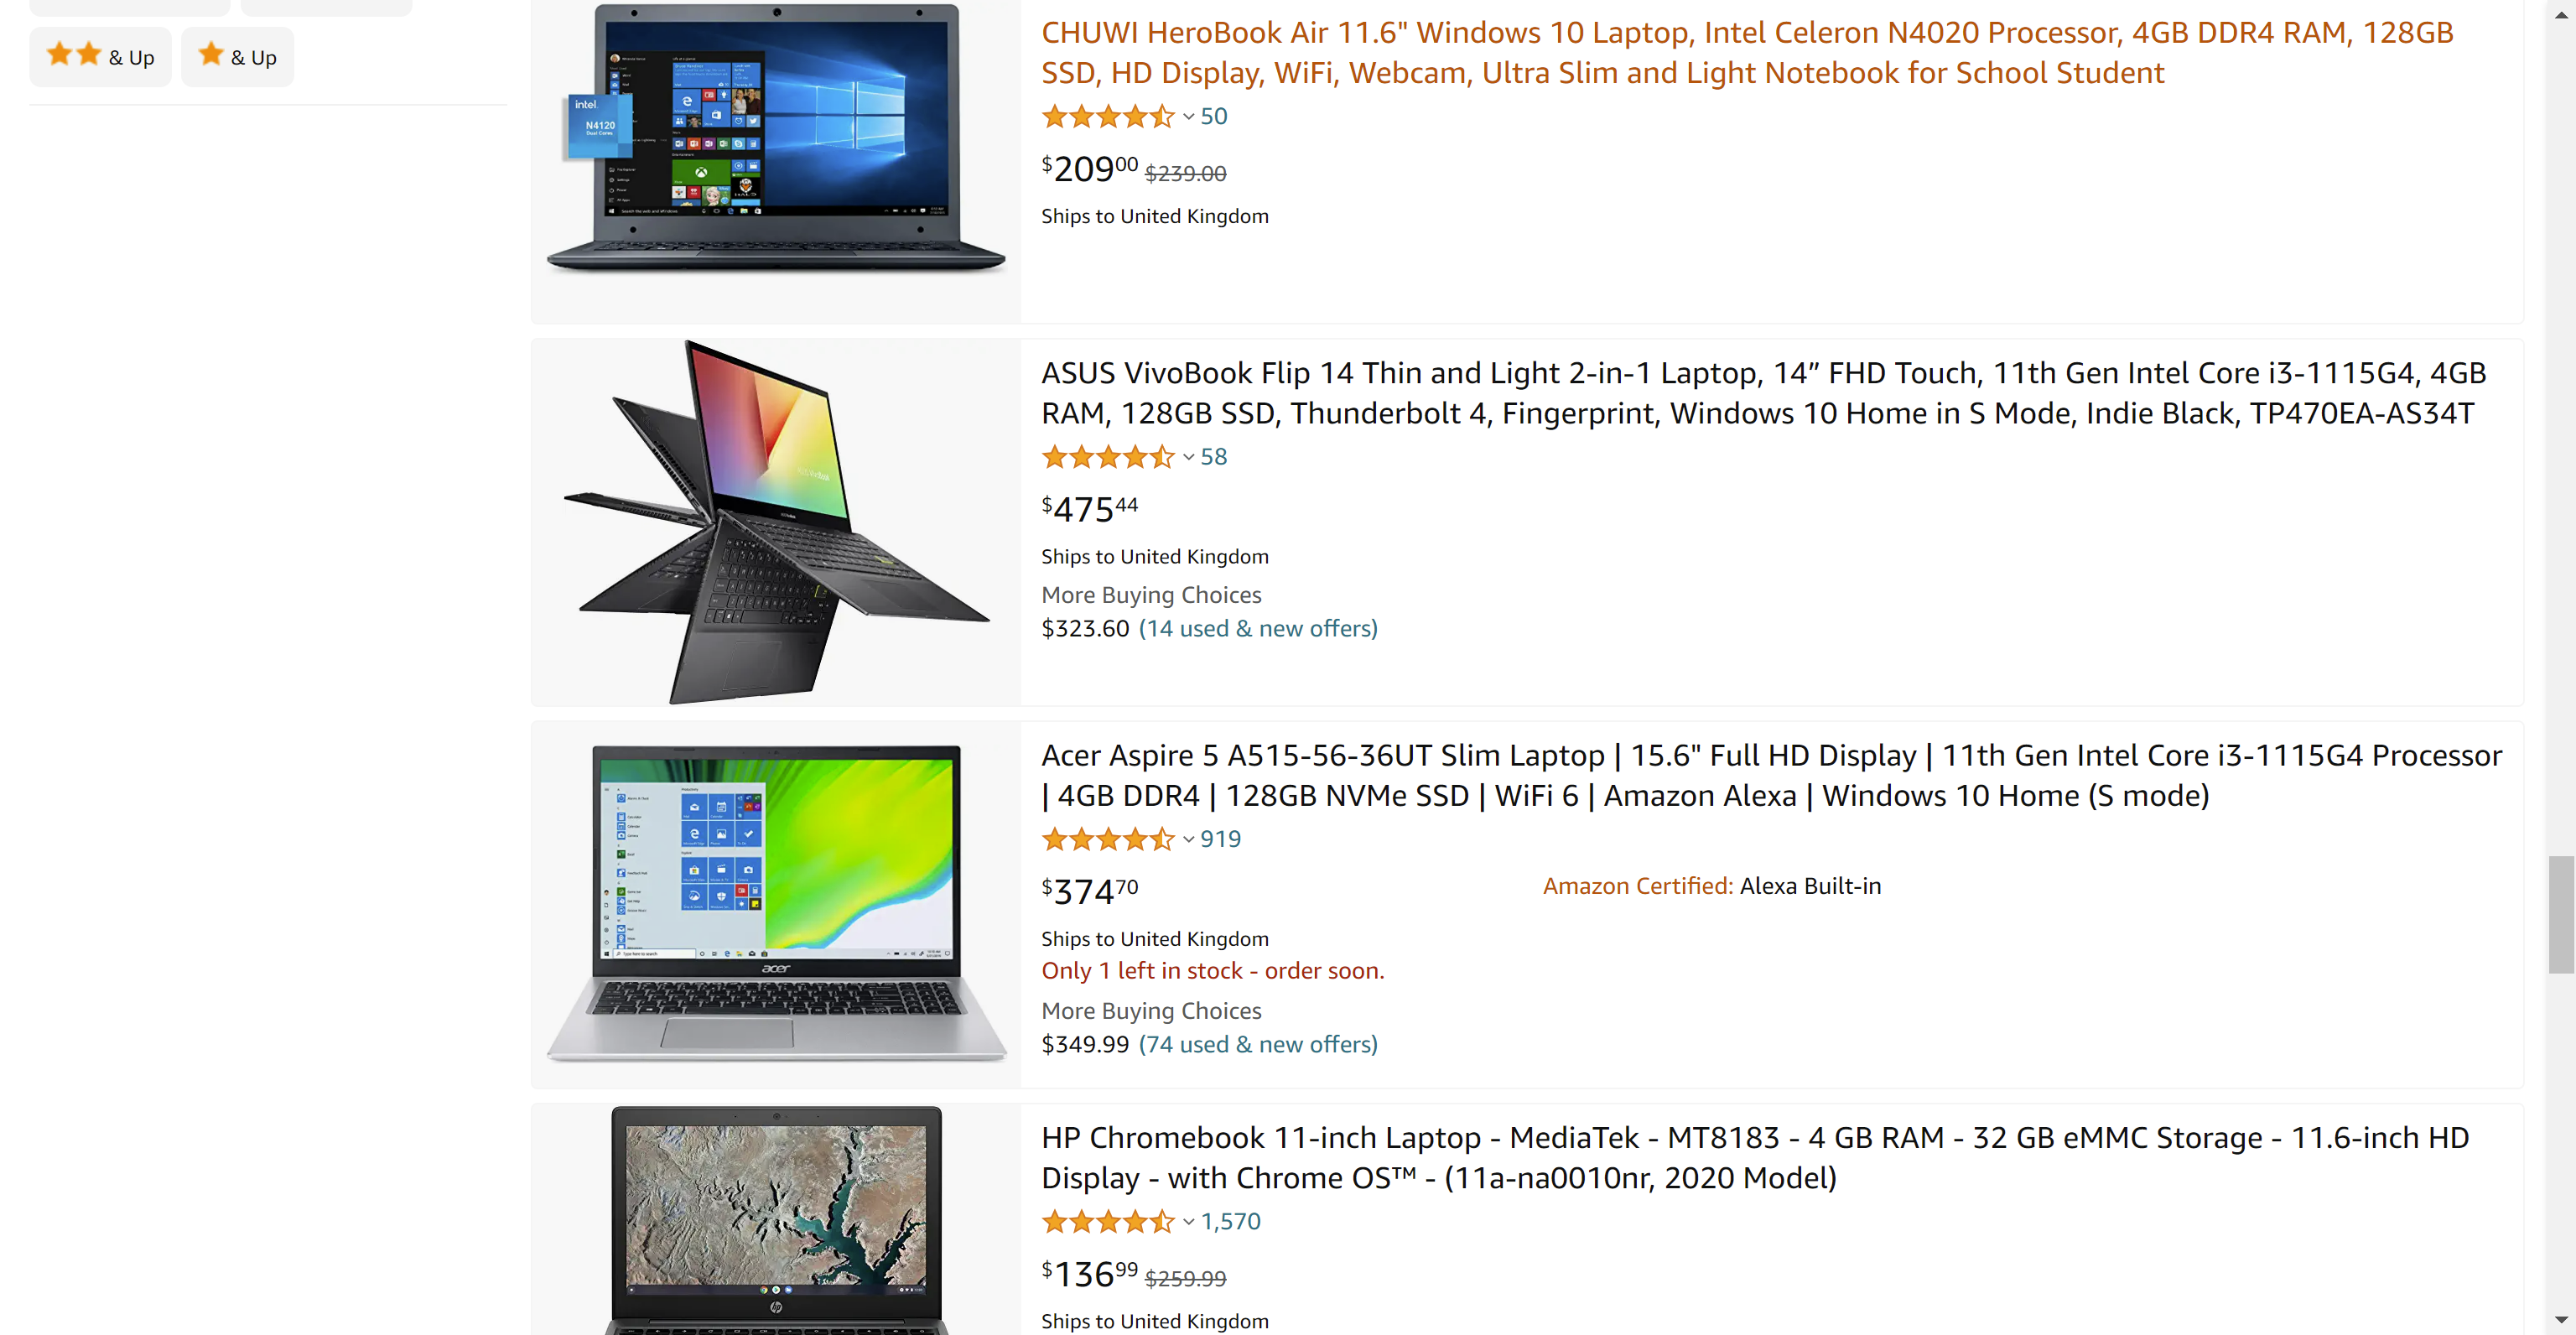 & Up
& Up
intel
N4120
Dual Cores
CHUWI HeroBook Air 11.6" Windows 10 Laptop, Intel Celeron N4020 Processor, 4GB DDR4 RAM, 128GB
SSD, HD Display, WiFi, Webcam, Ultra Slim and Light Notebook for School Student
50
$209.00 $239.00
Ships to United Kingdom
ASUS VivoBook Flip 14 Thin and Light 2-in-1 Laptop, 14” FHD Touch, 11th Gen Intel Core i3-1115G4, 4GB
RAM, 128GB SSD, Thunderbolt 4, Fingerprint, Windows 10 Home in S Mode, Indie Black, TP470EA-AS34T
58
$475.44
Ships to United Kingdom
More Buying Choices
$323.60 (14 used & new offers)
acer
Acer Aspire 5 A515-56-36UT Slim Laptop | 15.6" Full HD Display | 11th Gen Intel Core i3-1115G4 Processor
| 4GB DDR4 | 128GB NVMe SSD | WiFi 6 | Amazon Alexa | Windows 10 Home (S mode)
919
$374.70
Amazon Certified: Alexa Built-in
Ships to United Kingdom
Only 1 left in stock - order soon.
More Buying Choices
$349.99 (74 used & new offers)
hp
HP Chromebook 11-inch Laptop - MediaTek - MT8183 - 4 GB RAM - 32 GB eMMC Storage - 11.6-inch HD
Display - with Chrome OS™ - (11a-na0010nr, 2020 Model)
1,570
$136.99 $259.99
Ships to United Kingdom